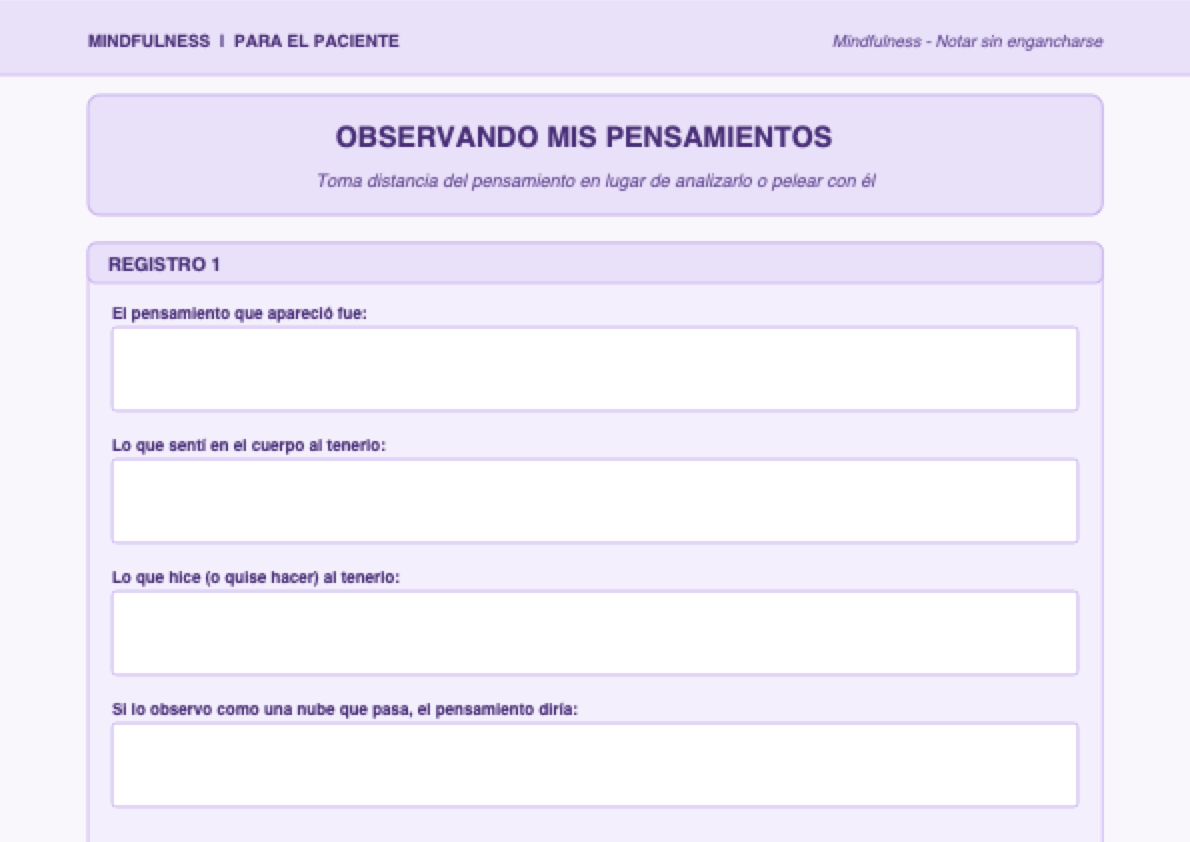 MINDFULNESS | PARA EL PACIENTE
Mindfulness - Notar sin engancharse
OBSERVANDO MIS PENSAMIENTOS
Toma distancia del pensamiento en lugar de analizarlo o pelear con él
REGISTRO 1
El pensamiento que apareció fue:
Lo que sentí en el cuerpo al tenerlo:
Lo que hice (o quise hacer) al tenerlo:
Si lo observo como una nube que pasa, el pensamiento diría: